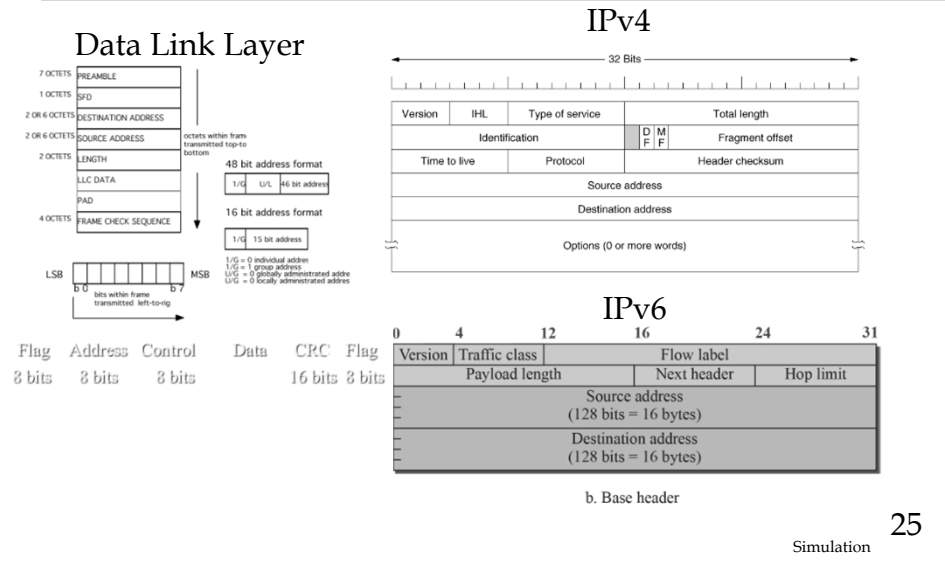 Data Link Layer
7 OCTETS PREAMBLE
1 OCTETS SFD
2 OR 6 OCTETS DESTINATION ADDRESS
2 OR 6 OCTETS SOURCE ADDRESS
2 OCTETS LENGTH
LLC DATA
PAD
4 OCTETS FRAME CHECK SEQUENCE
octets within fram
transmitted top-to
bottom
48 bit address format
1/G U/L 46 bit address
16 bit address format
1/G 15 bit address
1/G = 0 individual addres
1/G = 1 group address
U/G = 0 globally administrated addre
U/G = 0 locally administrated addres
LSB MSB
b 0 b 7
bits within frame
transmitted left-to-rig
Flag Address Control Data CRC Flag
8 bits 8 bits 8 bits 16 bits 8 bits
IPv4
32 Bits
Version IHL Type of service Total length
Identification D F M F Fragment offset
Time to live Protocol Header checksum
Source address
Destination address
Options (0 or more words)
IPv6
0 4 12 16 24 31
Version Traffic class Flow label
Payload length Next header Hop limit
Source address
(128 bits = 16 bytes)
Destination address
(128 bits = 16 bytes)
b. Base header
Simulation 25